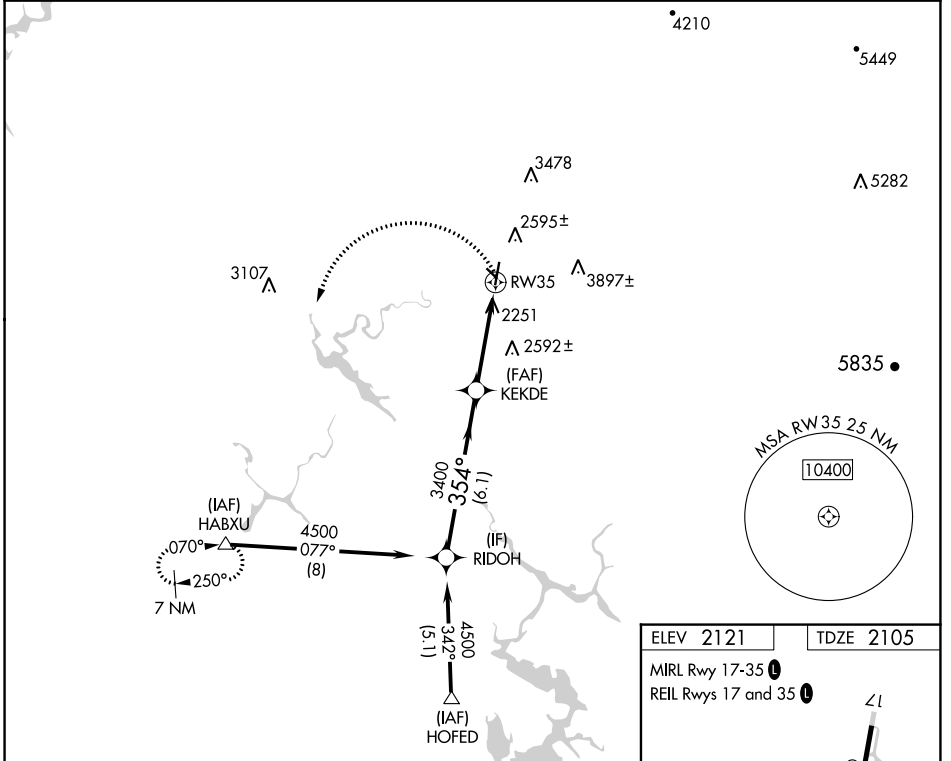 4210
5449
3478
5282
2595±
3107
RW35
3897±
2251
2592±
(FAF)
KEKDE
5835
MSA RW35 25 NM
10400
3400
354°
(6.1)
(IAF)
HABXU
4500
077°
(8)
070°
250°
7 NM
(IF)
RIDOH
4500
342°
(5.1)
(IAF)
HOFED
ELEV 2121
TDZE 2105
MIRL Rwy 17-35 L
REIL Rwys 17 and 35 L
17